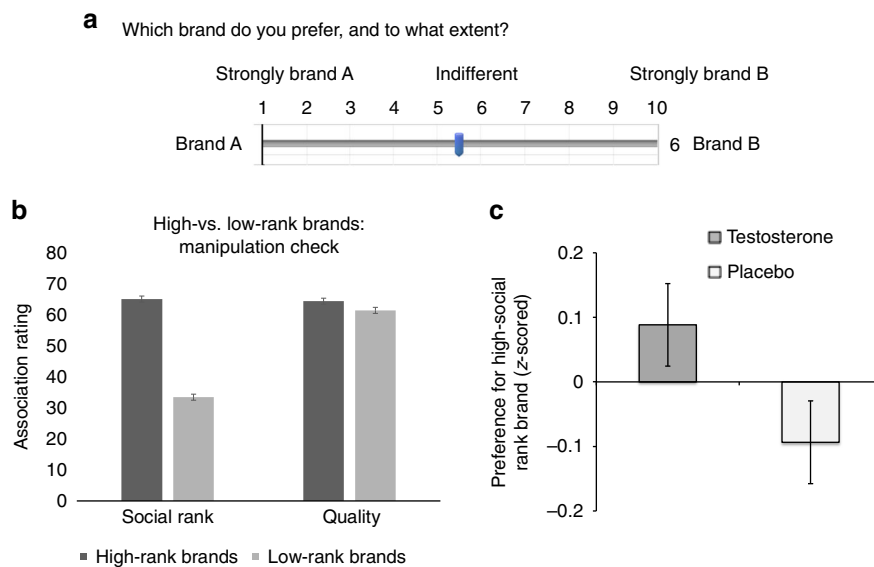 a Which brand do you prefer, and to what extent?
Strongly brand A Indifferent Strongly brand B
1 2 3 4 5 6 7 8 9 10
Brand A 6 Brand B
b
High-vs. low-rank brands:
manipulation check
Association rating
80
70
60
50
40
30
20
10
0
Social rank Quality
High-rank brands Low-rank brands
c
Testosterone
Placebo
Preference for high-social
rank brand (z-scored)
0.2
0.1
0
–0.1
–0.2